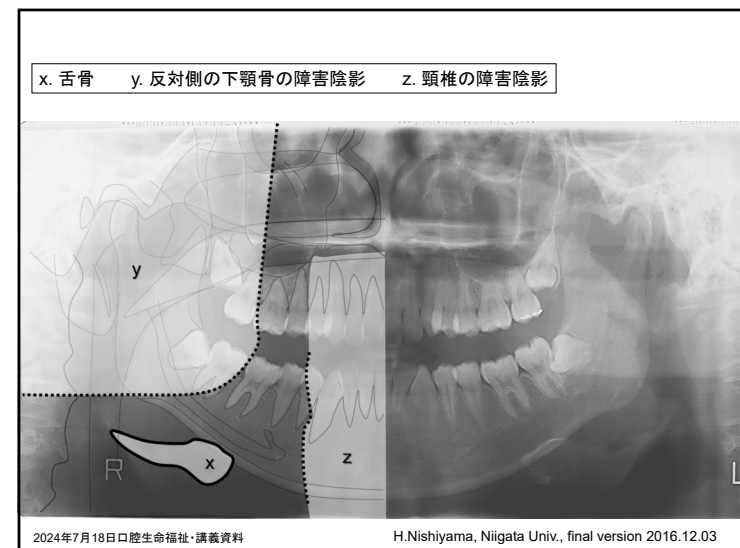 x. 舌骨 y. 反対側の下顎骨の障害陰影 z. 頸椎の障害陰影
y
x
z
R
L
2024年7月18日口腔生命福祉・講義資料
H.Nishiyama, Niigata Univ., final version 2016.12.03